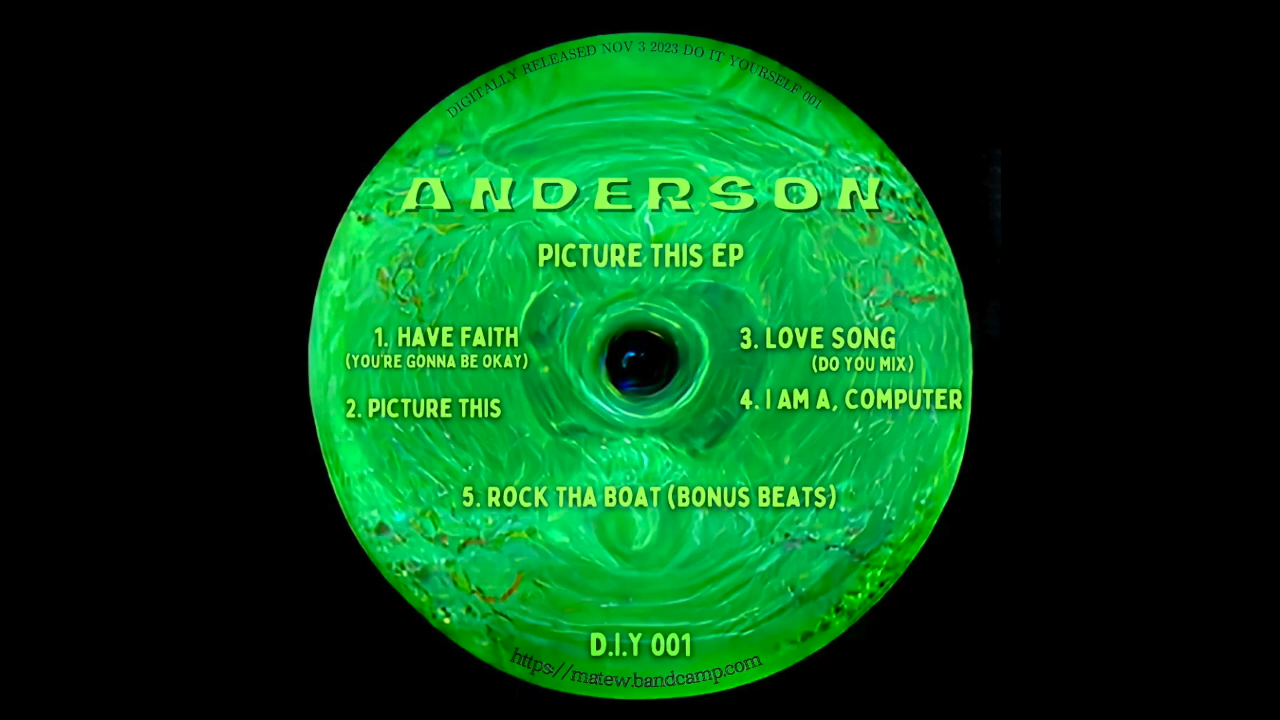 DIGITALLY RELEASED NOV 3 2023 DO IT YOURSELF 001
ANDERSON
PICTURE THIS EP
1. HAVE FAITH
(YOU'RE GONNA BE OKAY)
2. PICTURE THIS
3. LOVE SONG
(DO YOU MIX)
4. I AM A, COMPUTER
5. ROCK THA BOAT (BONUS BEATS)
D.I.Y 001
https://matew.bandcamp.com